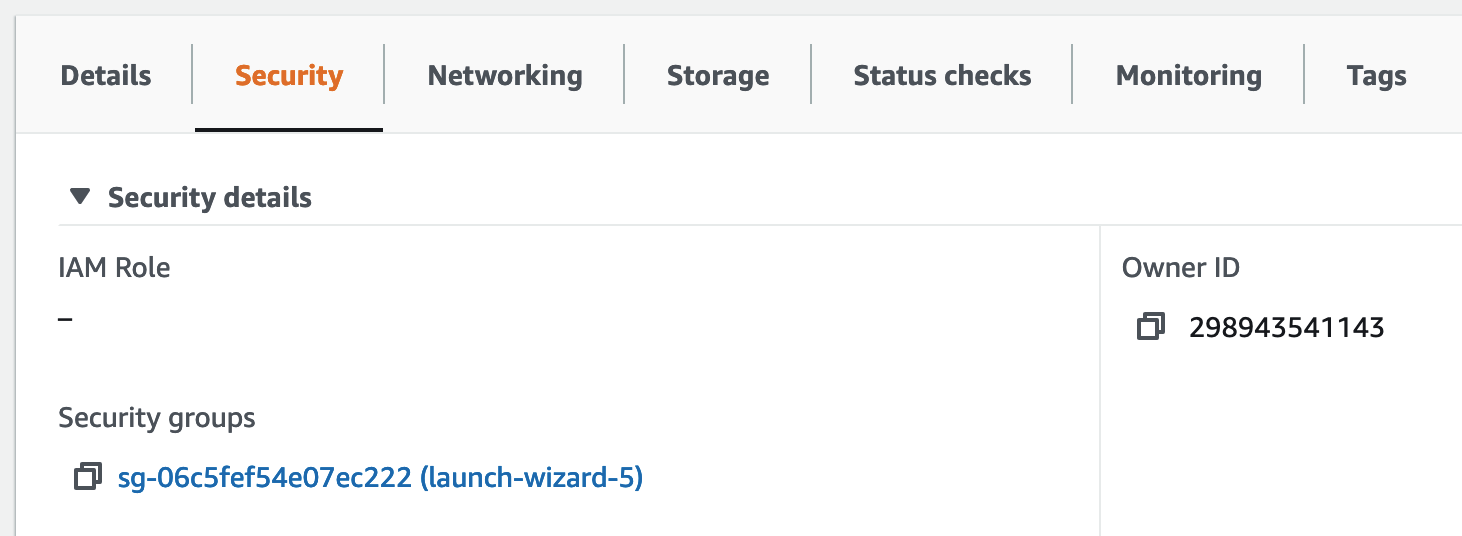 Details Security Networking Storage Status checks Monitoring Tags
Security details
IAM Role
–
Owner ID
298943541143
Security groups
sg-06c5fef54e07ec222 (launch-wizard-5)